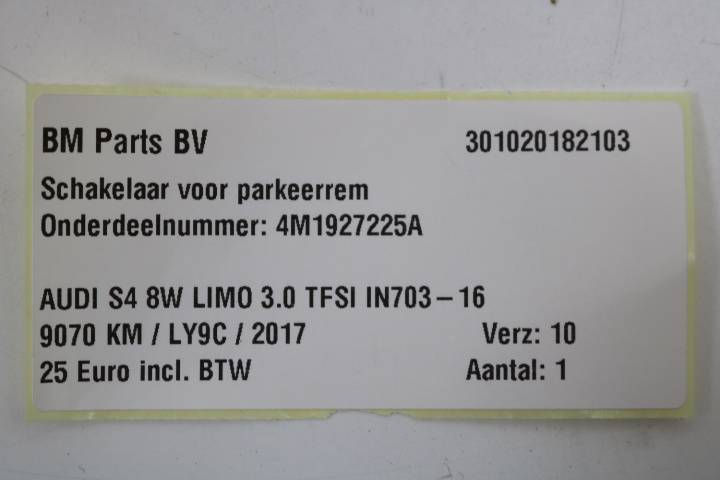 BM Parts BV 301020182103
Schakelaar voor parkeerrem
Onderdeelnummer: 4M1927225A
AUDI S4 8W LIMO 3.0 TFSI IN703-16
9070 KM / LY9C / 2017 Verz: 10
25 Euro incl. BTW Aantal: 1